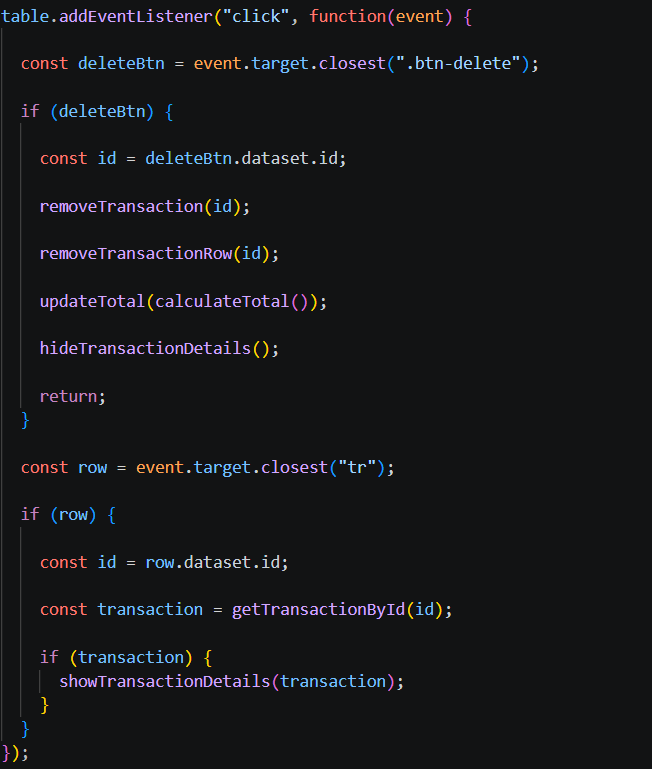 table.addEventListener("click", function(event) {
const deleteBtn = event.target.closest(".btn-delete");
if (deleteBtn) {
const id = deleteBtn.dataset.id;
removeTransaction(id);
removeTransactionRow(id);
updateTotal(calculateTotal());
hideTransactionDetails();
return;
}
const row = event.target.closest("tr");
if (row) {
const id = row.dataset.id;
const transaction = getTransactionById(id);
if (transaction) {
showTransactionDetails(transaction);
}
}
});